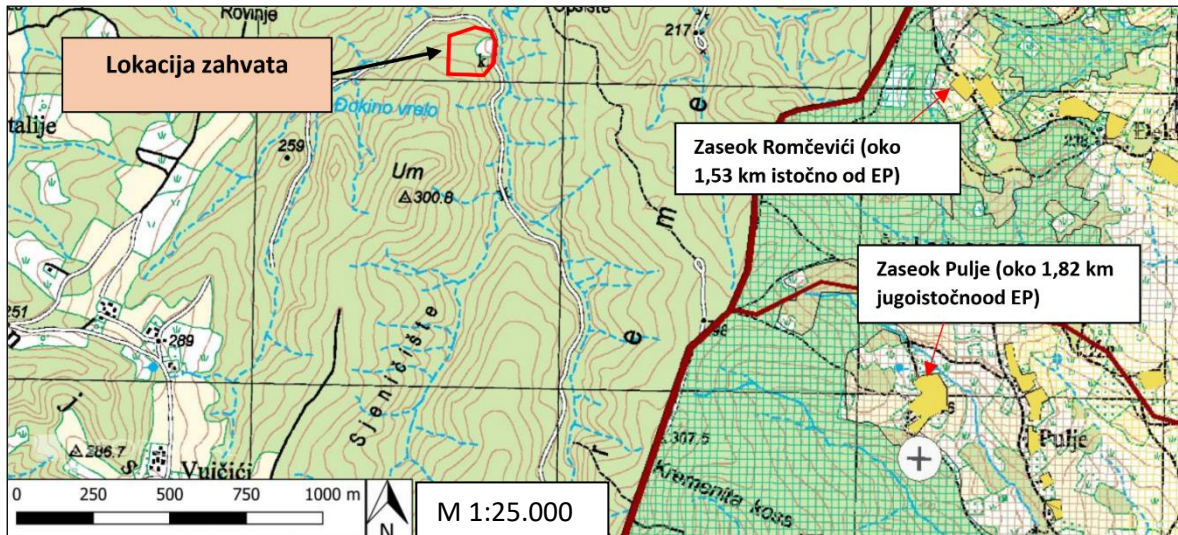 Rovinje
Opsište
217
Lokacija zahvata
k.
Đokino vrelo
talije
259
Um
300.8
e
m
e
r
Zaseok Romčevići (oko
1,53 km istočno od EP)
238
Zaseok Pulje (oko 1,82 km
jugoistočnood EP)
251
289
Sjeničište
286.7
Vuičići
307.5
Pulje
Kremenita kosa
0 250 500 750 1000 m
N
M 1:25.000